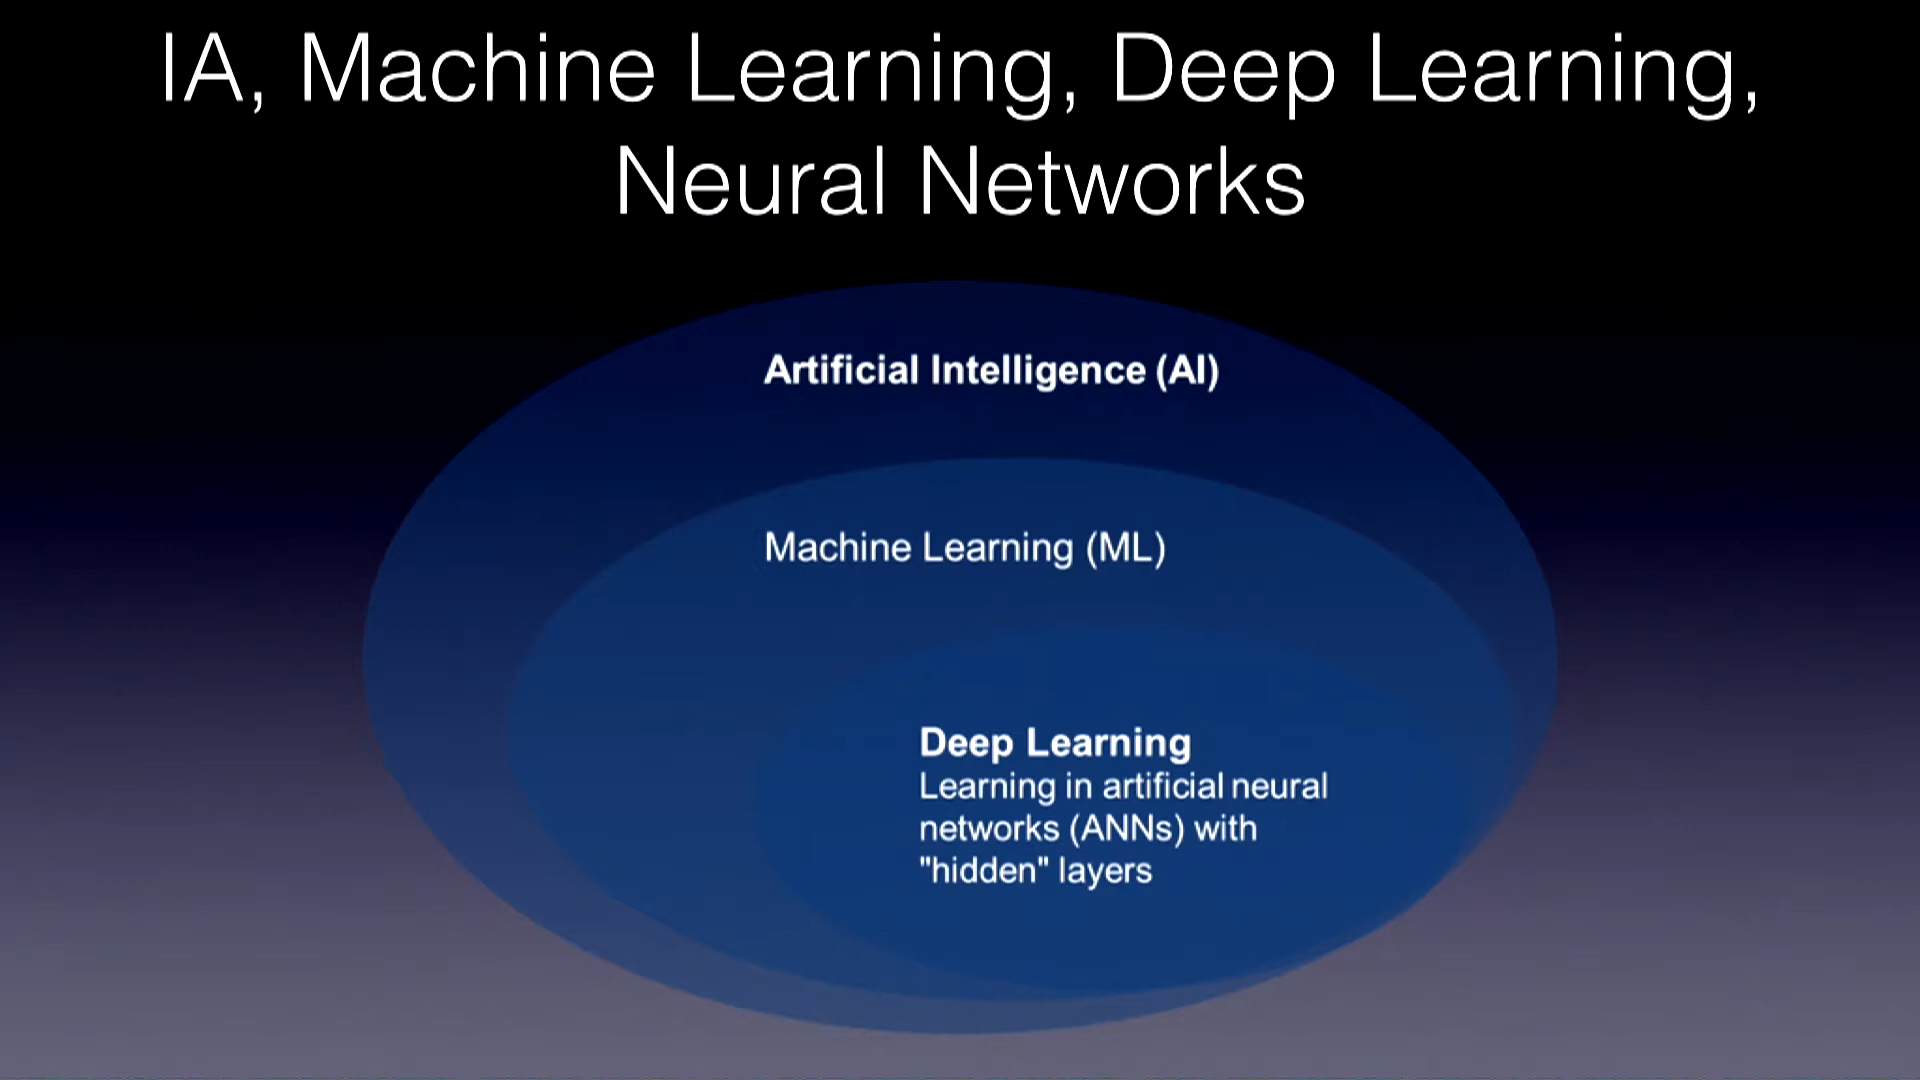 IA, Machine Learning, Deep Learning,
Neural Networks
Artificial Intelligence (AI)
Machine Learning (ML)
Deep Learning
Learning in artificial neural
networks (ANNs) with
"hidden" layers